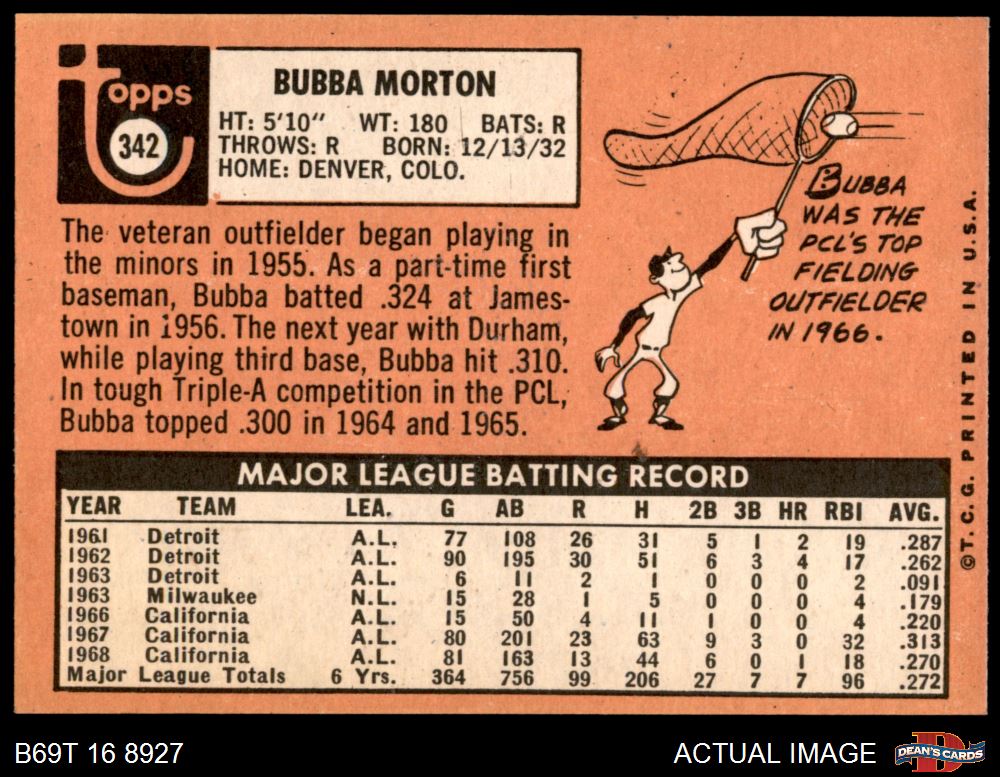 Topps
342
BUBBA MORTON
HT: 5'10" WT: 180 BATS: R
THROWS: R BORN: 12/13/32
HOME: DENVER, COLO.
The veteran outfielder began playing in
the minors in 1955. As a part-time first
baseman, Bubba batted .324 at James-
town in 1956. The next year with Durham,
while playing third base, Bubba hit .310.
In tough Triple-A competition in the PCL,
Bubba topped .300 in 1964 and 1965.
BUBBA
WAS THE
PCL'S TOP
FIELDING
OUTFIELDER
IN 1966.
MAJOR LEAGUE BATTING RECORD
YEAR TEAM LEA. G AB R H 2B 3B HR RBI AVG.
1961 Detroit A.L. 77 108 26 31 5 1 2 19 .287
1962 Detroit A.L. 90 195 30 51 6 3 4 17 .262
1963 Detroit A.L. 6 11 2 1 0 0 0 2 .091
1963 Milwaukee N.L. 15 28 1 5 0 0 0 4 .179
1966 California A.L. 15 50 4 11 1 0 0 4 .220
1967 California A.L. 80 201 23 63 9 3 0 32 .313
1968 California A.L. 81 163 13 44 6 0 1 18 .270
Major League Totals 6 Yrs. 364 756 99 206 27 7 7 96 .272
©T.C.G. PRINTED IN U.S.A.
B69T 16 8927
ACTUAL IMAGE
D
DEAN'S CARDS